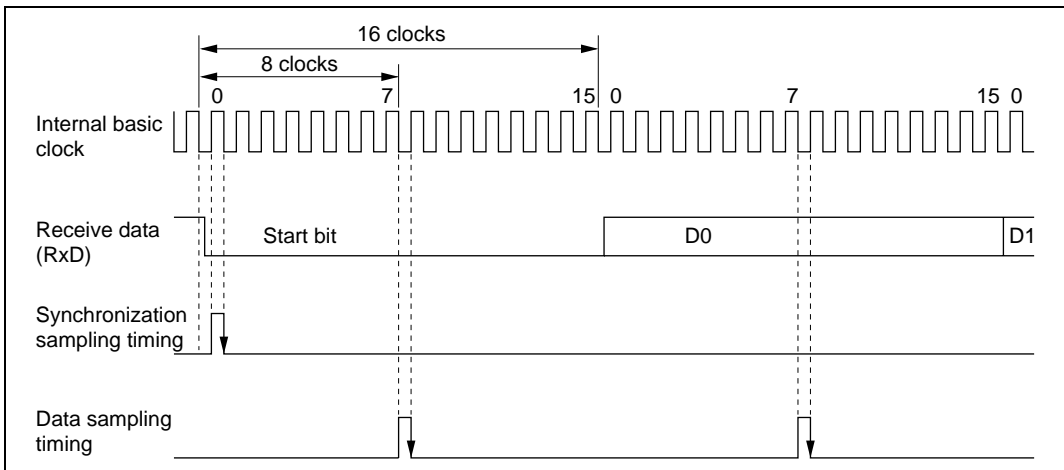 16 clocks
8 clocks
0 7 15 0 7 15 0
Internal basic
clock
Receive data
(RxD)
Start bit D0 D1
Synchronization
sampling timing
Data sampling
timing